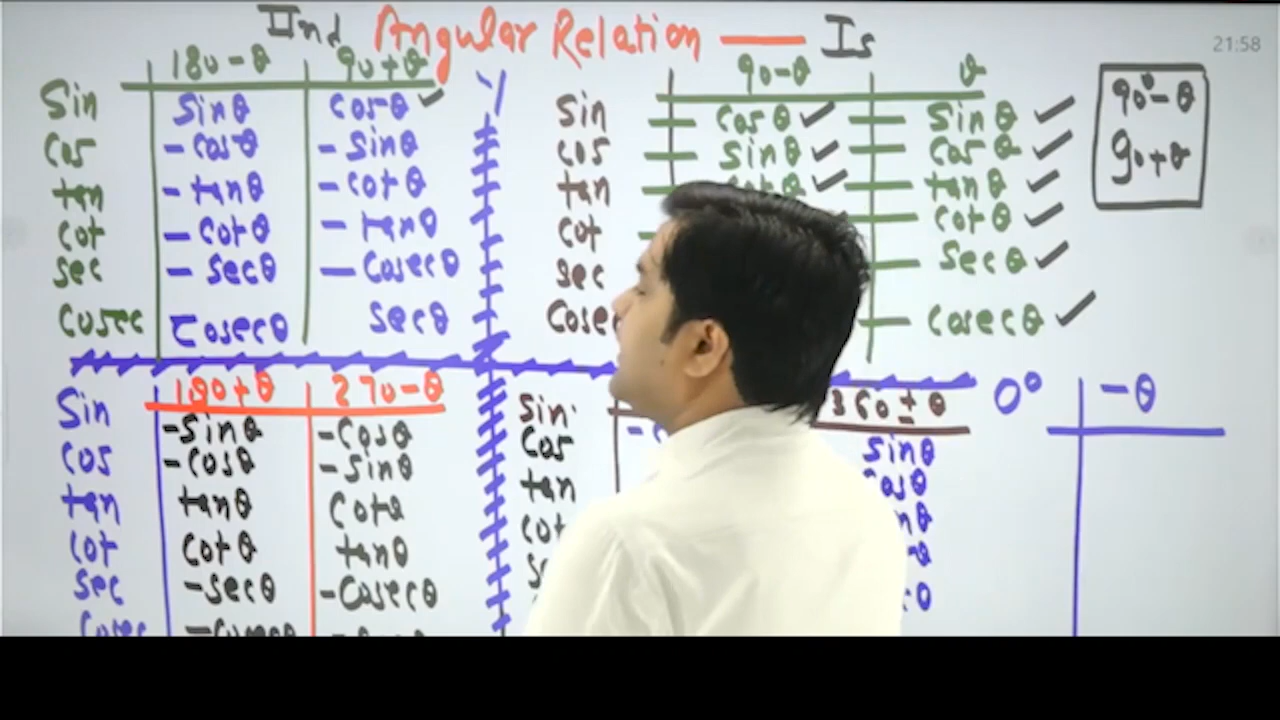 IInd Angular Relation — Is
21:58
180-θ 90+θ
Sin Sinθ Cosθ ✓
Cos -Cosθ -Sinθ
tan -tanθ -cotθ
Cot -Cotθ -tanθ
Sec -Secθ -Cosecθ
Cosec Cosecθ Secθ
y
90-θ θ
Sin Cosθ ✓ Sinθ ✓
Cos Sinθ ✓ Cosθ ✓
tan cotθ ✓ tanθ ✓
Cot cotθ ✓
Sec Secθ ✓
Cosecθ ✓
90°-θ
90+θ
180+θ 270-θ
Sin -Sinθ -Cosθ
Cos -Cosθ -Sinθ
tan tanθ Cotθ
Cot Cotθ tanθ
Sec -Secθ -Cosecθ
360±θ
Sin Sinθ
Cos
tan
0° -θ